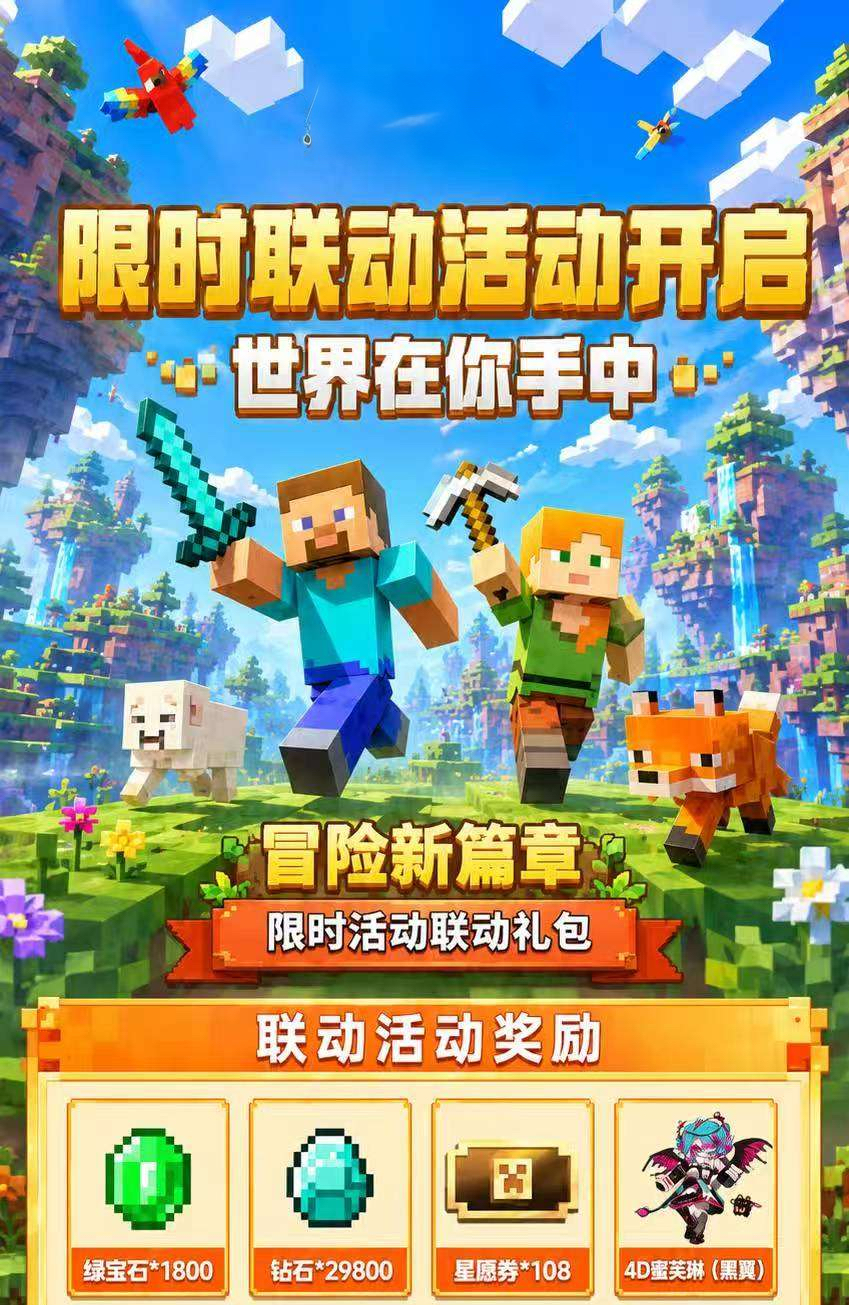 限时联动活动开启
世界在你手中
冒险新篇章
限时活动联动礼包
联动活动奖励
绿宝石*1800
钻石*29800
星愿券*108
4D蜜芙琳（黑翼）